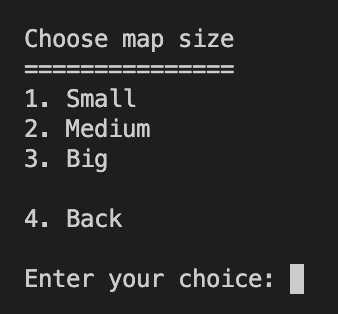 Choose map size
===============
1. Small
2. Medium
3. Big
4. Back
Enter your choice: